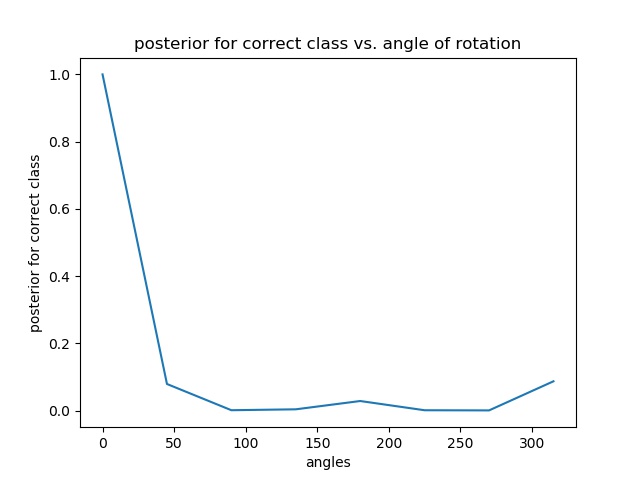 posterior for correct class vs. angle of rotation
1.0
0.8
0.6
0.4
0.2
0.0
posterior for correct class
0 50 100 150 200 250 300
angles